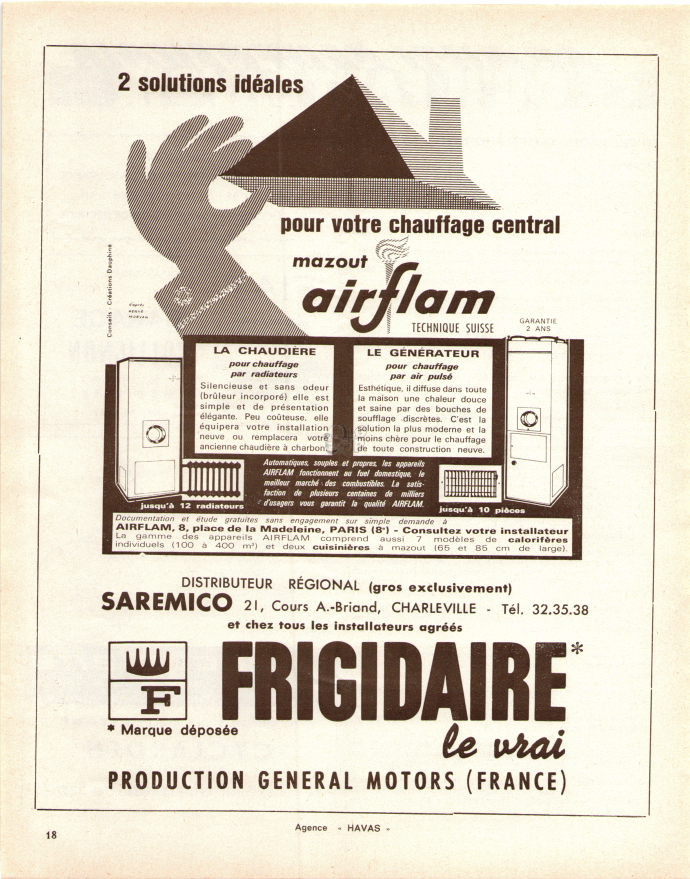 2 solutions idéales
pour votre chauffage central
mazout
airflam
TECHNIQUE SUISSE
Conseils : Créations Dauphine
d'après
HERVÉ
MORVAN
GARANTIE
2 ANS
LA CHAUDIÈRE
pour chauffage
par radiateurs
Silencieuse et sans odeur
(brûleur incorporé) elle est
simple et de présentation
élégante. Peu coûteuse, elle
équipera votre installation
neuve ou remplacera votre
ancienne chaudière à charbon.
LE GÉNÉRATEUR
pour chauffage
par air pulsé
Esthétique, il diffuse dans toute
la maison une chaleur douce
et saine par des bouches de
soufflage discrètes. C'est la
solution la plus moderne et la
moins chère pour le chauffage
de toute construction neuve.
jusqu'à 12 radiateurs
Automatiques, souples et propres, les appareils
AIRFLAM fonctionnent au fuel domestique, le
meilleur marché des combustibles. La satis-
faction de plusieurs centaines de milliers
d'usagers vous garantit la qualité AIRFLAM.
jusqu'à 10 pièces
Documentation et étude gratuites sans engagement sur simple demande à
AIRFLAM, 8, place de la Madeleine, PARIS (8e) - Consultez votre installateur
La gamme des appareils AIRFLAM comprend aussi 7 modèles de calorifères
individuels (100 à 400 m³) et deux cuisinières à mazout (65 et 85 cm de large).
DISTRIBUTEUR RÉGIONAL (gros exclusivement)
SAREMICO 21, Cours A.-Briand, CHARLEVILLE - Tél. 32.35.38
et chez tous les installateurs agréés
F
FRIGIDAIRE*
* Marque déposée
le vrai
PRODUCTION GENERAL MOTORS (FRANCE)
Agence « HAVAS »
18